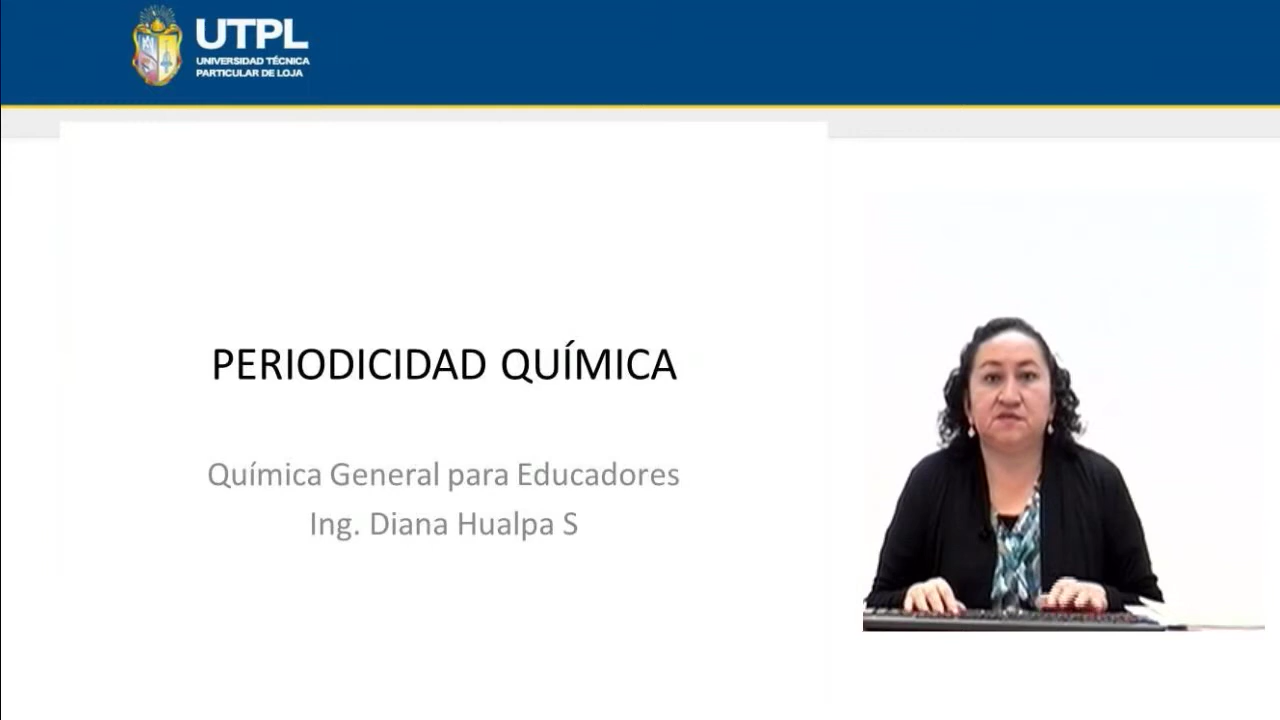 UTPL
UNIVERSIDAD TÉCNICA
PARTICULAR DE LOJA
PERIODICIDAD QUÍMICA
Química General para Educadores
Ing. Diana Hualpa S